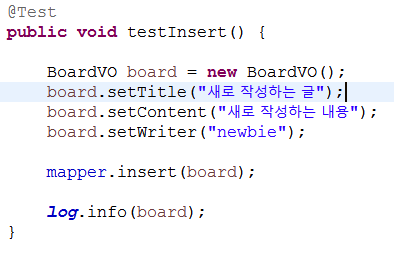 @Test
public void testInsert() {
BoardVO board = new BoardVO();
board.setTitle("새로 작성하는 글");
board.setContent("새로 작성하는 내용");
board.setWriter("newbie");
mapper.insert(board);
log.info(board);
}